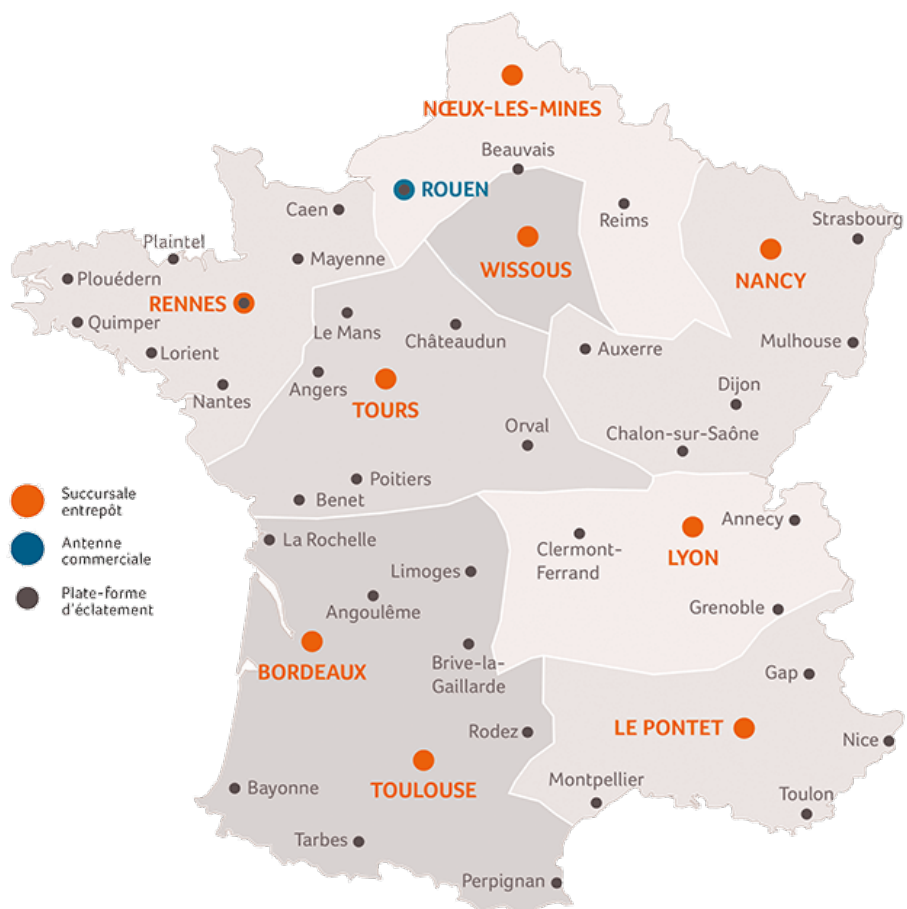 NŒUX-LES-MINES
Beauvais
ROUEN
Reims
Caen
Strasbourg
Plaintel
Mayenne
WISSOUS
NANCY
Plouédern
RENNES
Quimper
Le Mans
Châteaudun
Auxerre
Mulhouse
Lorient
Nantes
Angers
TOURS
Dijon
Orval
Chalon-sur-Saône
Poitiers
Benet
Succursale
entrepôt
Antenne
commerciale
Plate-forme
d'éclatement
La Rochelle
Clermont-
Ferrand
LYON
Annecy
Limoges
Angoulême
Grenoble
BORDEAUX
Brive-la-
Gaillarde
Gap
Rodez
LE PONTET
Nice
Bayonne
TOULOUSE
Montpellier
Toulon
Tarbes
Perpignan